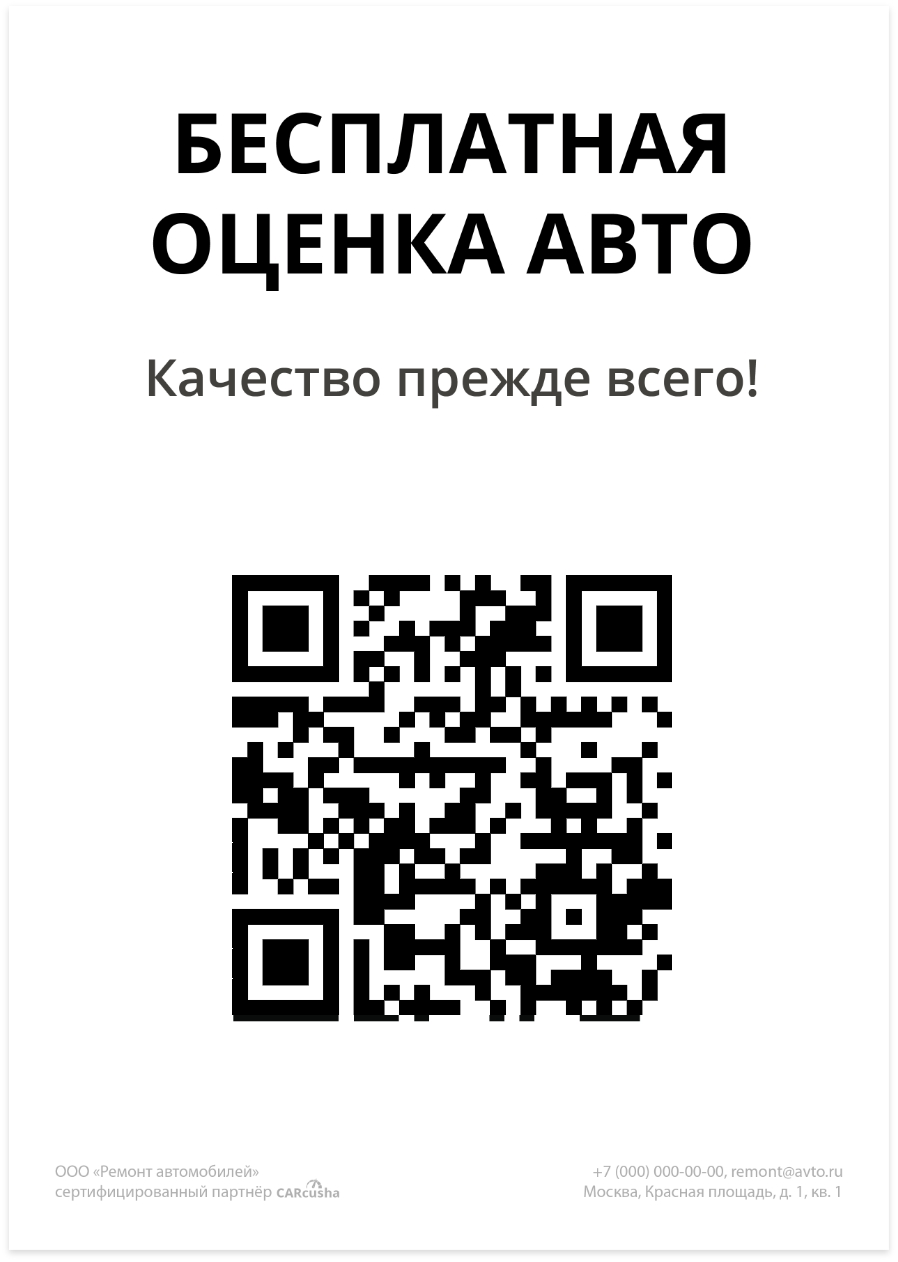 БЕСПЛАТНАЯ
ОЦЕНКА АВТО
Качество прежде всего!
ООО «Ремонт автомобилей»
сертифицированный партнёр CARcusha
+7 (000) 000-00-00, remont@avto.ru
Москва, Красная площадь, д. 1, кв. 1